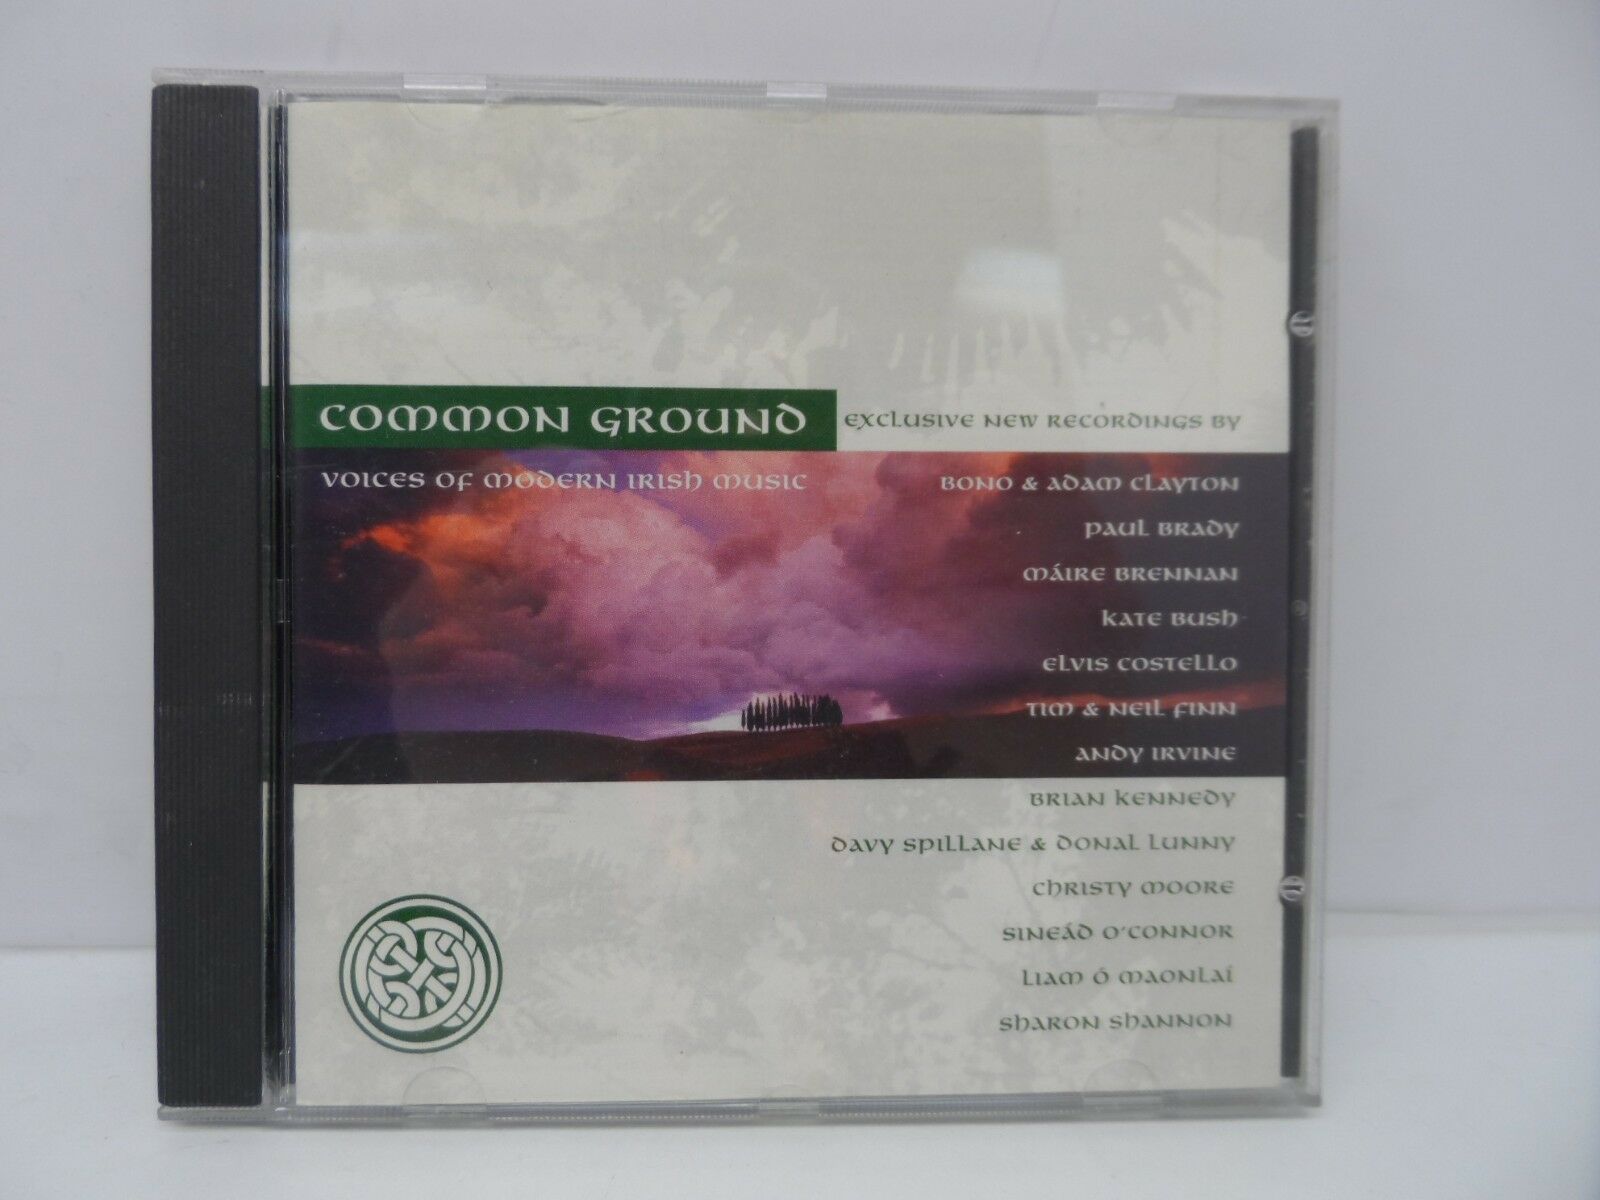 COMMON GROUND
EXCLUSIVE NEW RECORDINGS BY
VOICES OF MODERN IRISH MUSIC
BONO & ADAM CLAYTON
PAUL BRADY
MÁIRE BRENNAN
KATE BUSH
ELVIS COSTELLO
TIM & NEIL FINN
ANDY IRVINE
BRIAN KENNEDY
DAVY SPILLANE & DONAL LUNNY
CHRISTY MOORE
SINEÁD O'CONNOR
LIAM Ó MAONLAÍ
SHARON SHANNON